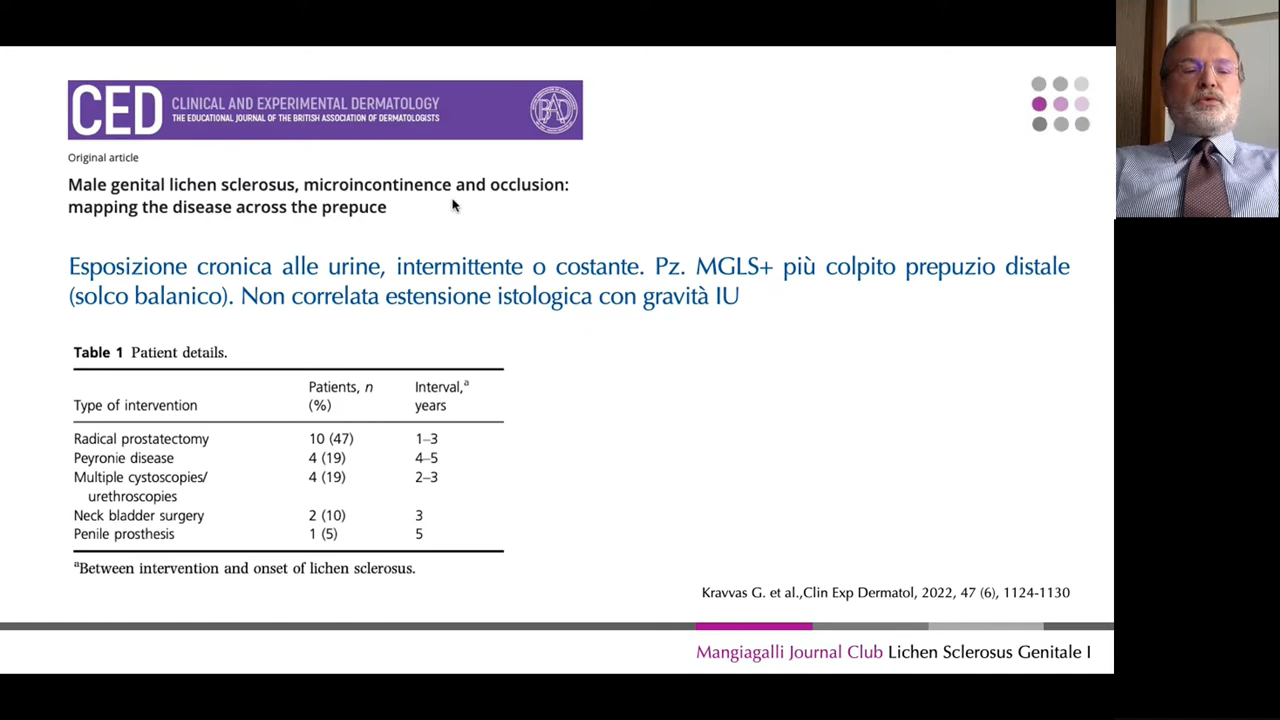 CED CLINICAL AND EXPERIMENTAL DERMATOLOGY
THE EDUCATIONAL JOURNAL OF THE BRITISH ASSOCIATION OF DERMATOLOGISTS
BAD
Original article
Male genital lichen sclerosus, microincontinence and occlusion:
mapping the disease across the prepuce
Esposizione cronica alle urine, intermittente o costante. Pz. MGLS+ più colpito prepuzio distale
(solco balanico). Non correlata estensione istologica con gravità IU
Table 1 Patient details.
Patients, n Interval,ᵃ
Type of intervention (%) years
Radical prostatectomy 10 (47) 1–3
Peyronie disease 4 (19) 4–5
Multiple cystoscopies/ 4 (19) 2–3
urethroscopies
Neck bladder surgery 2 (10) 3
Penile prosthesis 1 (5) 5
ᵃBetween intervention and onset of lichen sclerosus.
Kravvas G. et al.,Clin Exp Dermatol, 2022, 47 (6), 1124-1130
Mangiagalli Journal Club Lichen Sclerosus Genitale I